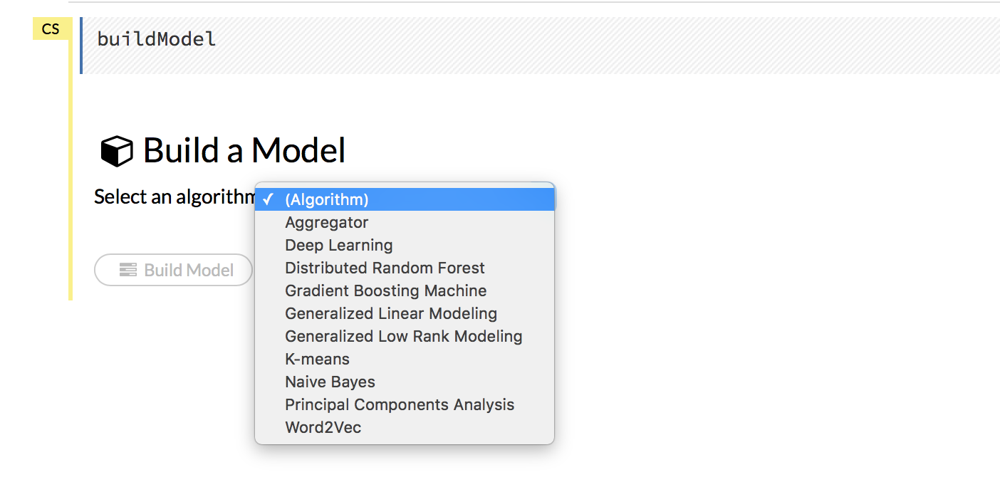 CS
buildModel
Build a Model
Select an algorithm
✓ (Algorithm)
Aggregator
Deep Learning
Distributed Random Forest
Gradient Boosting Machine
Build Model
Generalized Linear Modeling
Generalized Low Rank Modeling
K-means
Naive Bayes
Principal Components Analysis
Word2Vec